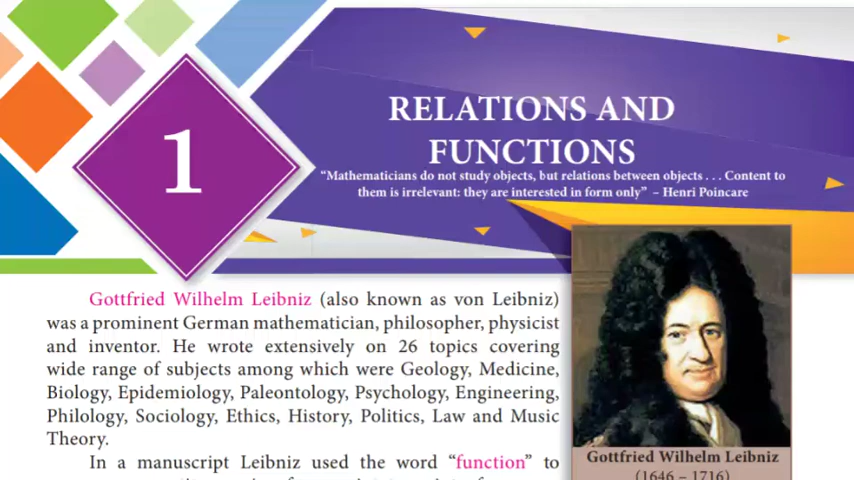 1
RELATIONS AND
FUNCTIONS
“Mathematicians do not study objects, but relations between objects . . . Content to
them is irrelevant: they are interested in form only” – Henri Poincare
Gottfried Wilhelm Leibniz (also known as von Leibniz)
was a prominent German mathematician, philosopher, physicist
and inventor. He wrote extensively on 26 topics covering
wide range of subjects among which were Geology, Medicine,
Biology, Epidemiology, Paleontology, Psychology, Engineering,
Philology, Sociology, Ethics, History, Politics, Law and Music
Theory.
In a manuscript Leibniz used the word “function” to
Gottfried Wilhelm Leibniz
(1646 – 1716)